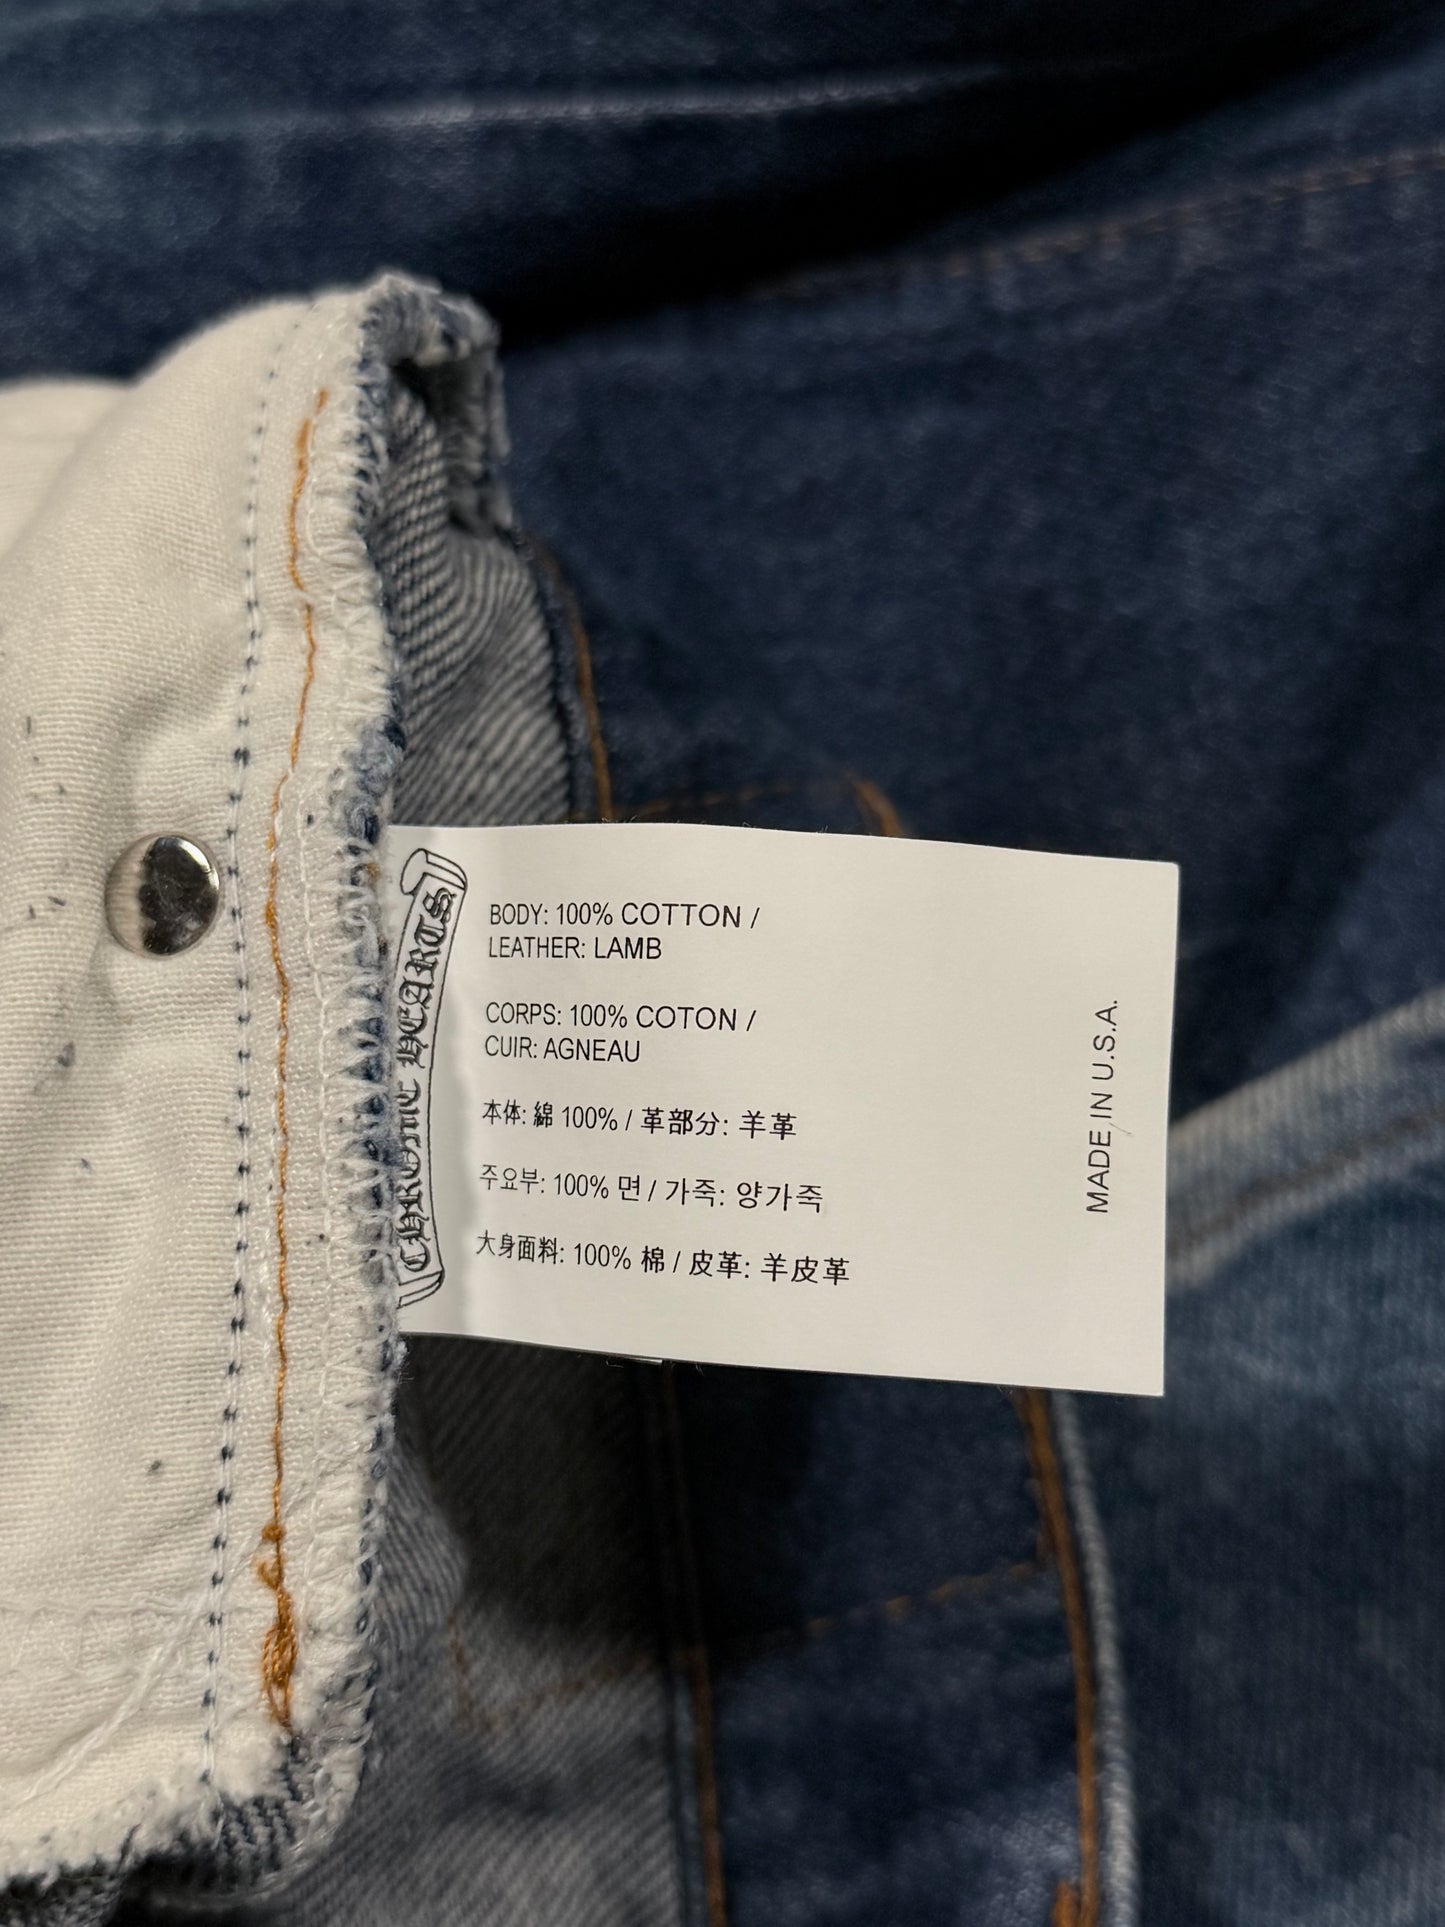 CHROME HEARTS
BODY: 100% COTTON /
LEATHER: LAMB
CORPS: 100% COTON /
CUIR: AGNEAU
本体: 綿 100% / 革部分: 羊革
주요부: 100% 면 / 가죽: 양가죽
大身面料: 100% 棉 / 皮革: 羊皮革
MADE IN U.S.A.